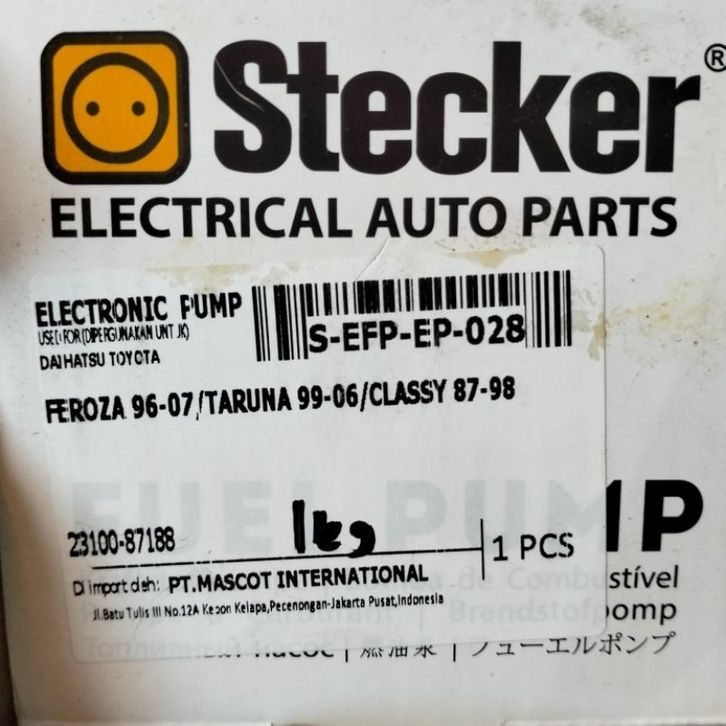 Stecker®
ELECTRICAL AUTO PARTS
ELECTRONIC PUMP
USED FOR (DIPERGUNAKAN UNTUK)
S-EFP-EP-028
DAIHATSU TOYOTA
FEROZA 96-07/TARUNA 99-06/CLASSY 87-98
FUEL PUMP
23100-87188
1 PCS
Di Import oleh: PT.MASCOT INTERNATIONAL
Jl.Batu Tulis III No.12A Kebon Kelapa,Pecenongan-Jakarta Pusat,Indonesia
de Combustível
Brandstofpomp
Топливный насос | 燃油泵 | フューエルポンプ